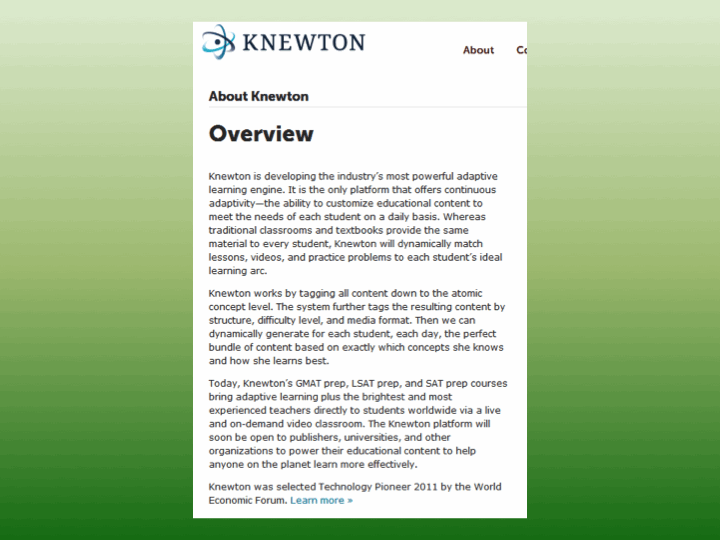 KNEWTON
About Co
About Knewton
Overview
Knewton is developing the industry's most powerful adaptive
learning engine. It is the only platform that offers continuous
adaptivity—the ability to customize educational content to
meet the needs of each student on a daily basis. Whereas
traditional classrooms and textbooks provide the same
material to every student, Knewton will dynamically match
lessons, videos, and practice problems to each student's ideal
learning arc.
Knewton works by tagging all content down to the atomic
concept level. The system further tags the resulting content by
structure, difficulty level, and media format. Then we can
dynamically generate for each student, each day, the perfect
bundle of content based on exactly which concepts she knows
and how she learns best.
Today, Knewton's GMAT prep, LSAT prep, and SAT prep courses
bring adaptive learning plus the brightest and most
experienced teachers directly to students worldwide via a live
and on-demand video classroom. The Knewton platform will
soon be open to publishers, universities, and other
organizations to power their educational content to help
anyone on the planet learn more effectively.
Knewton was selected Technology Pioneer 2011 by the World
Economic Forum. Learn more »